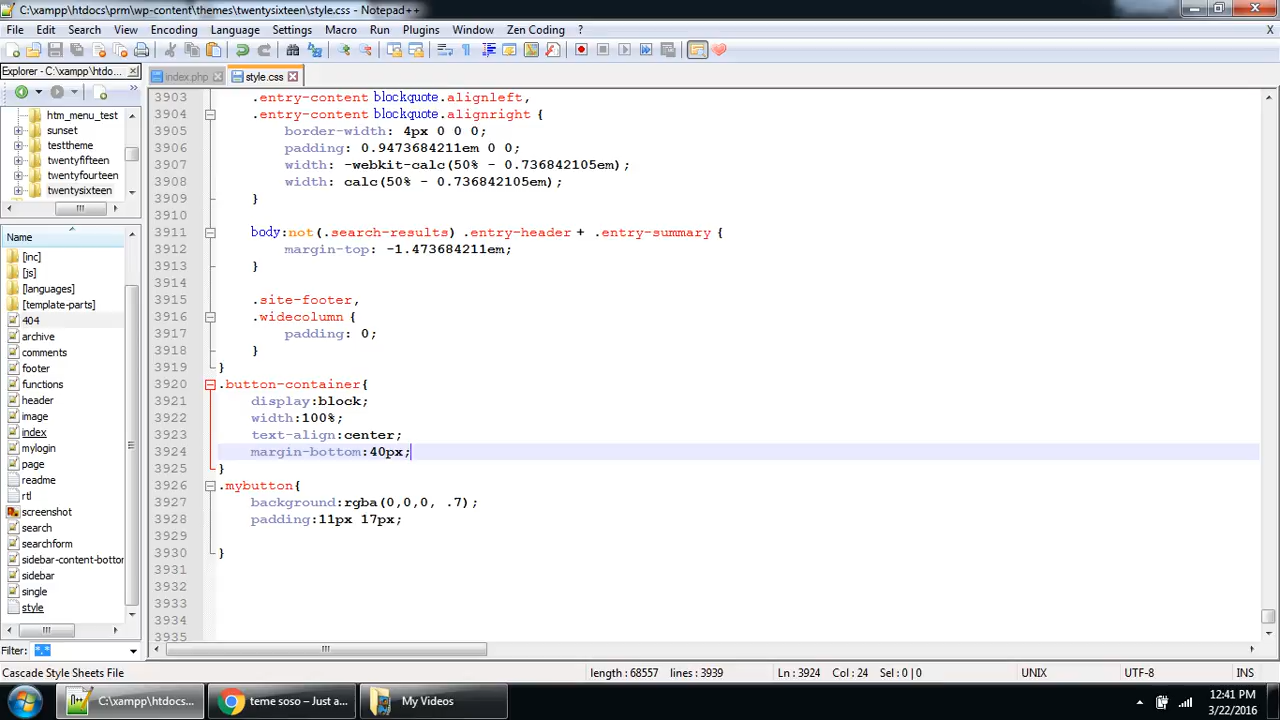 C:\xampp\htdocs\prm\wp-content\themes\twentysixteen\style.css - Notepad++
File Edit Search View Encoding Language Settings Macro Run Plugins Window Zen Coding ? X
Explorer - C:\xampp\htdo...
index.php style.css
htm_menu_test
sunset
testtheme
twentyfifteen
twentyfourteen
twentysixteen
Name
[inc]
[js]
[languages]
[template-parts]
404
archive
comments
footer
functions
header
image
index
mylogin
page
readme
rtl
screenshot
search
searchform
sidebar-content-bottor
sidebar
single
style
Filter: *.*
3903 .entry-content blockquote.alignleft,
3904 .entry-content blockquote.alignright {
3905 border-width: 4px 0 0 0;
3906 padding: 0.9473684211em 0 0;
3907 width: -webkit-calc(50% - 0.736842105em);
3908 width: calc(50% - 0.736842105em);
3909 }
3910
3911 body:not(.search-results) .entry-header + .entry-summary {
3912 margin-top: -1.473684211em;
3913 }
3914
3915 .site-footer,
3916 .widecolumn {
3917 padding: 0;
3918 }
3919 }
3920 .button-container{
3921 display:block;
3922 width:100%;
3923 text-align:center;
3924 margin-bottom:40px;
3925 }
3926 .mybutton{
3927 background:rgba(0,0,0, .7);
3928 padding:11px 17px;
3929
3930 }
3931
3932
3933
3934
3935
Cascade Style Sheets File length : 68557 lines : 3939 Ln : 3924 Col : 24 Sel : 0 | 0 UNIX UTF-8 INS
C:\xampp\htdocs... teme soso – Just a... My Videos
12:41 PM
3/22/2016